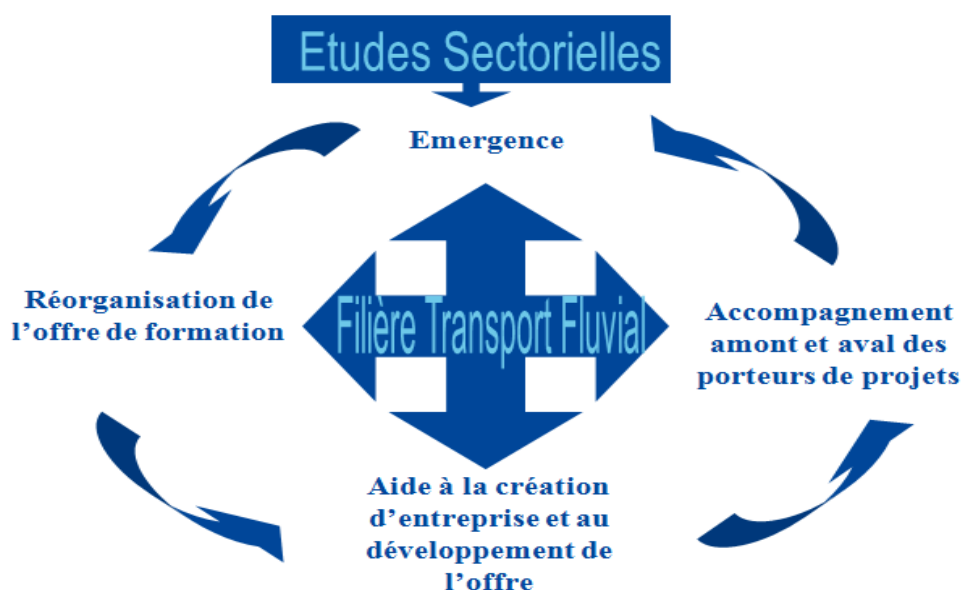 Etudes Sectorielles
Emergence
Réorganisation de
l’offre de formation
Filière Transport Fluvial
Accompagnement
amont et aval des
porteurs de projets
Aide à la création
d’entreprise et au
développement de
l’offre